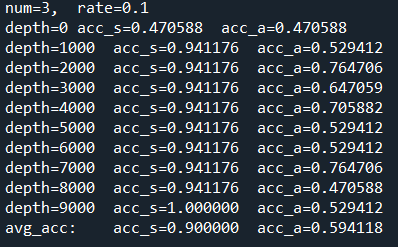 num=3,  rate=0.1
depth=0 acc_s=0.470588  acc_a=0.470588
depth=1000  acc_s=0.941176  acc_a=0.529412
depth=2000  acc_s=0.941176  acc_a=0.764706
depth=3000  acc_s=0.941176  acc_a=0.647059
depth=4000  acc_s=0.941176  acc_a=0.705882
depth=5000  acc_s=0.941176  acc_a=0.529412
depth=6000  acc_s=0.941176  acc_a=0.529412
depth=7000  acc_s=0.941176  acc_a=0.764706
depth=8000  acc_s=0.941176  acc_a=0.470588
depth=9000  acc_s=1.000000  acc_a=0.529412
avg_acc:    acc_s=0.900000  acc_a=0.594118